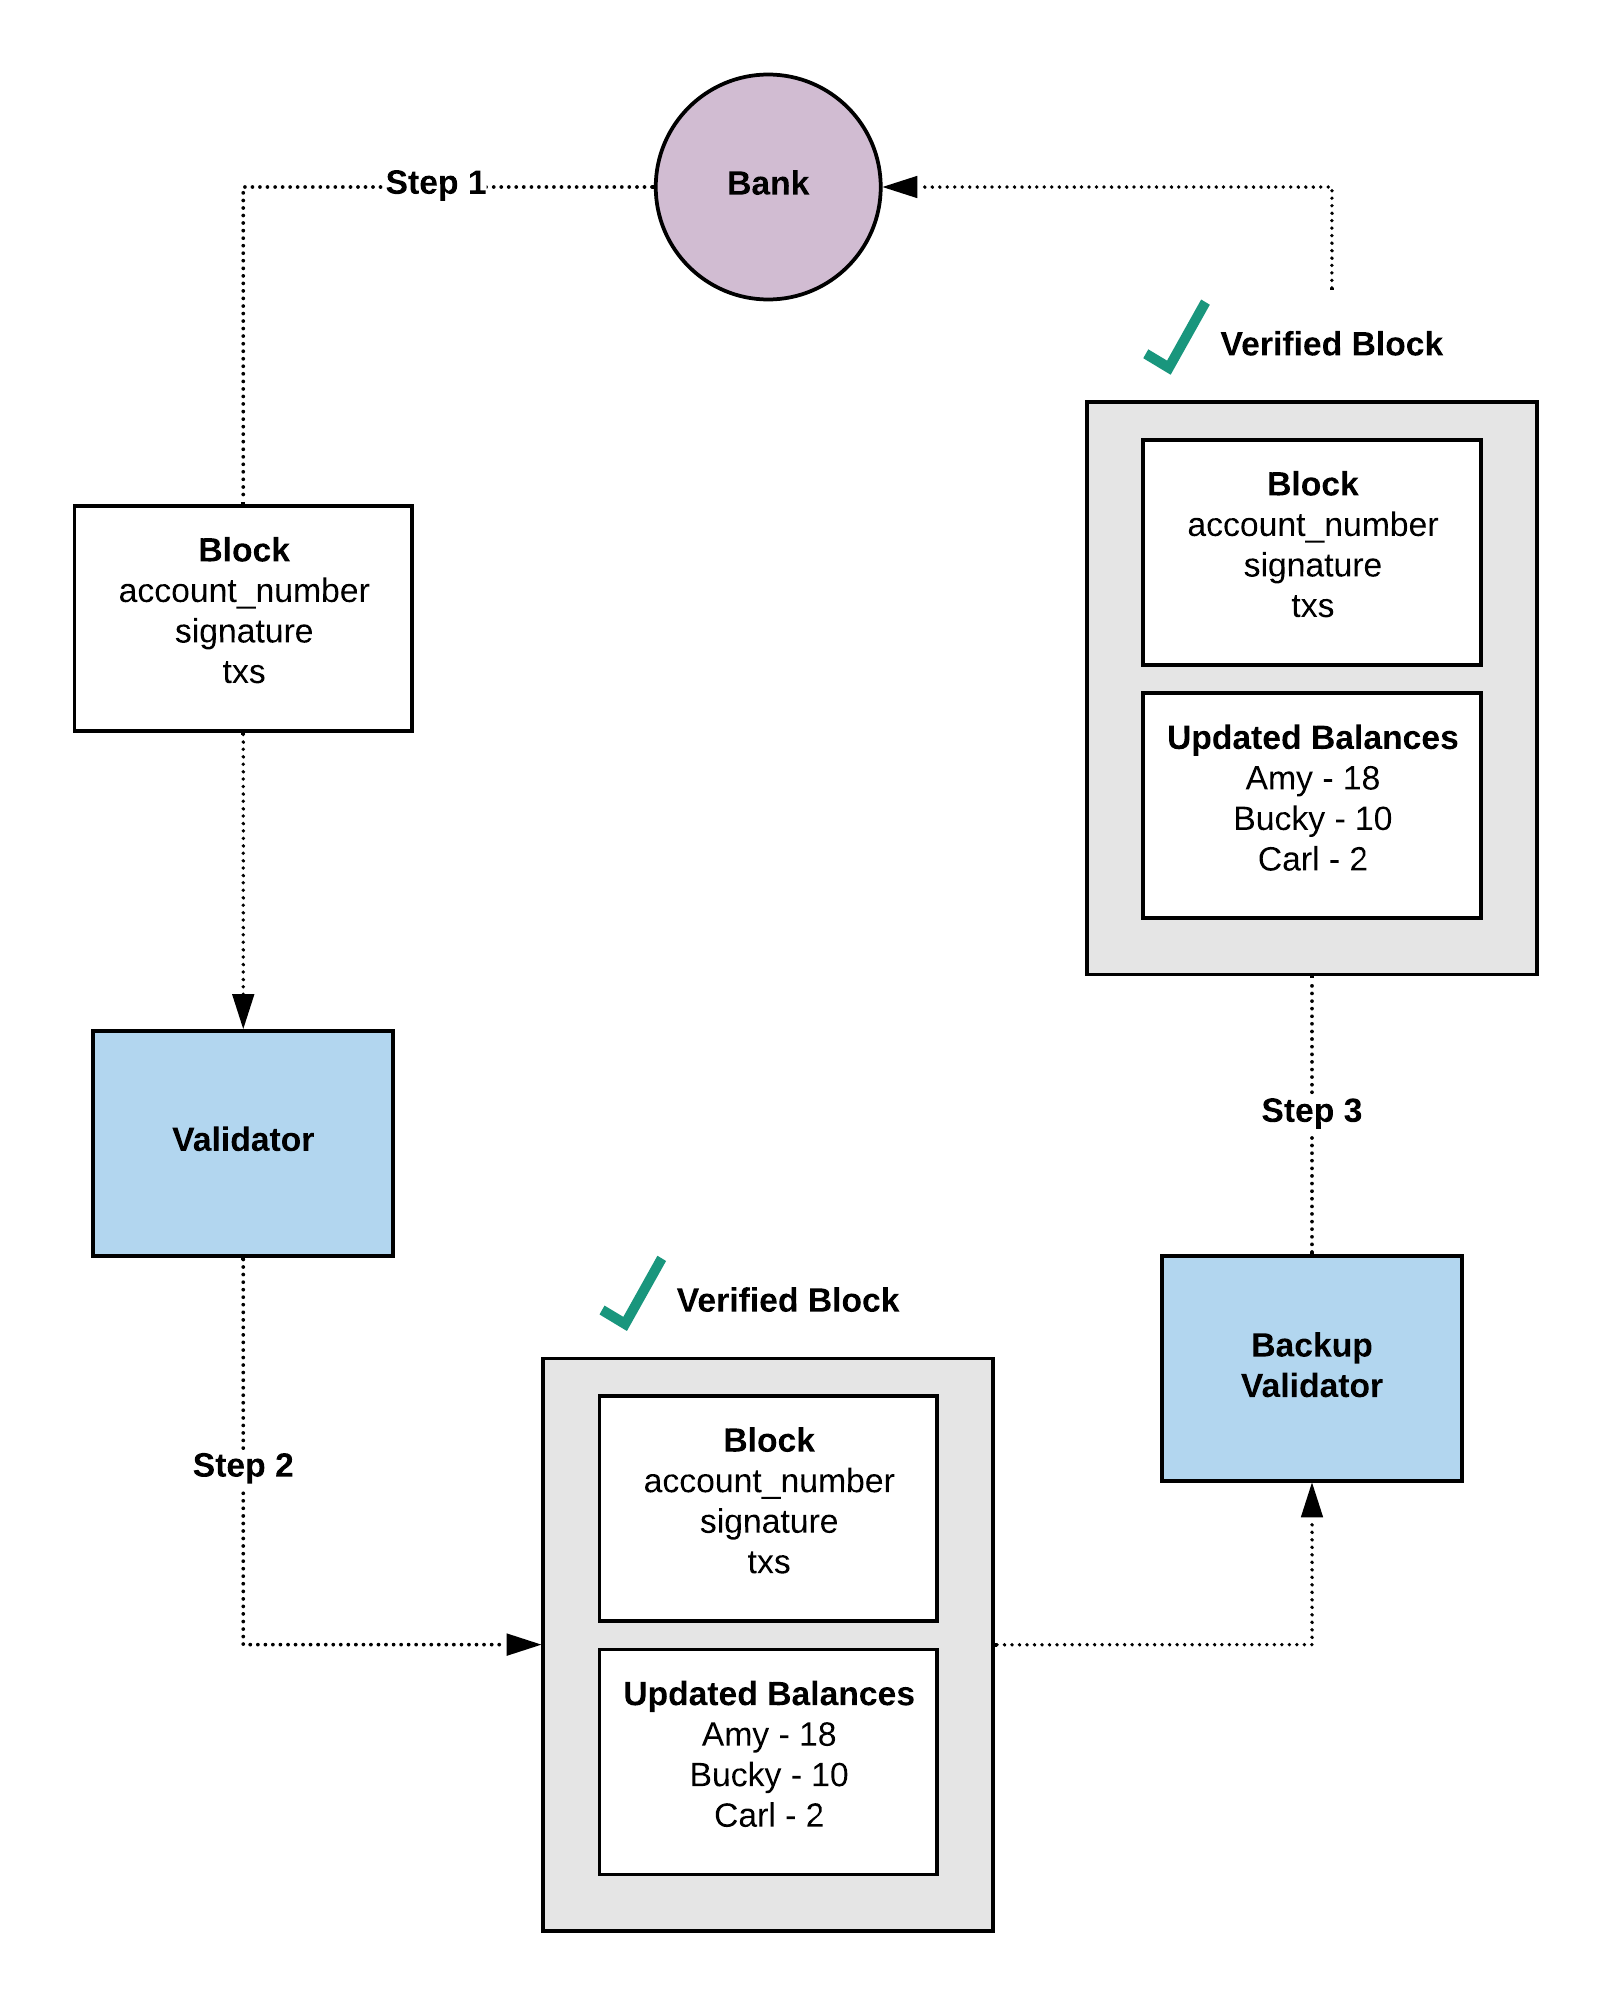 Bank
Step 1
Verified Block
Block
account_number
signature
txs
Updated Balances
Amy - 18
Bucky - 10
Carl - 2
Block
account_number
signature
txs
Validator
Step 3
Backup
Validator
Step 2
Verified Block
Block
account_number
signature
txs
Updated Balances
Amy - 18
Bucky - 10
Carl - 2